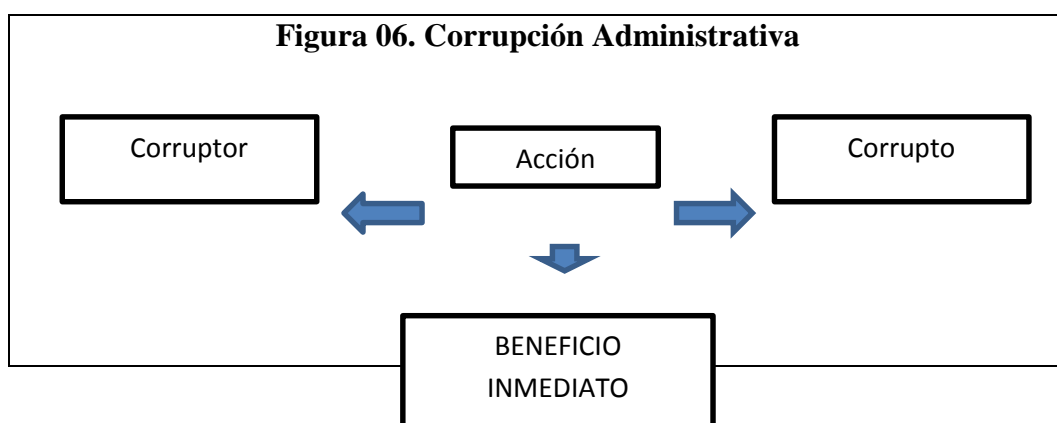 Figura 06. Corrupción Administrativa
Corruptor
Acción
Corrupto
BENEFICIO
INMEDIATO